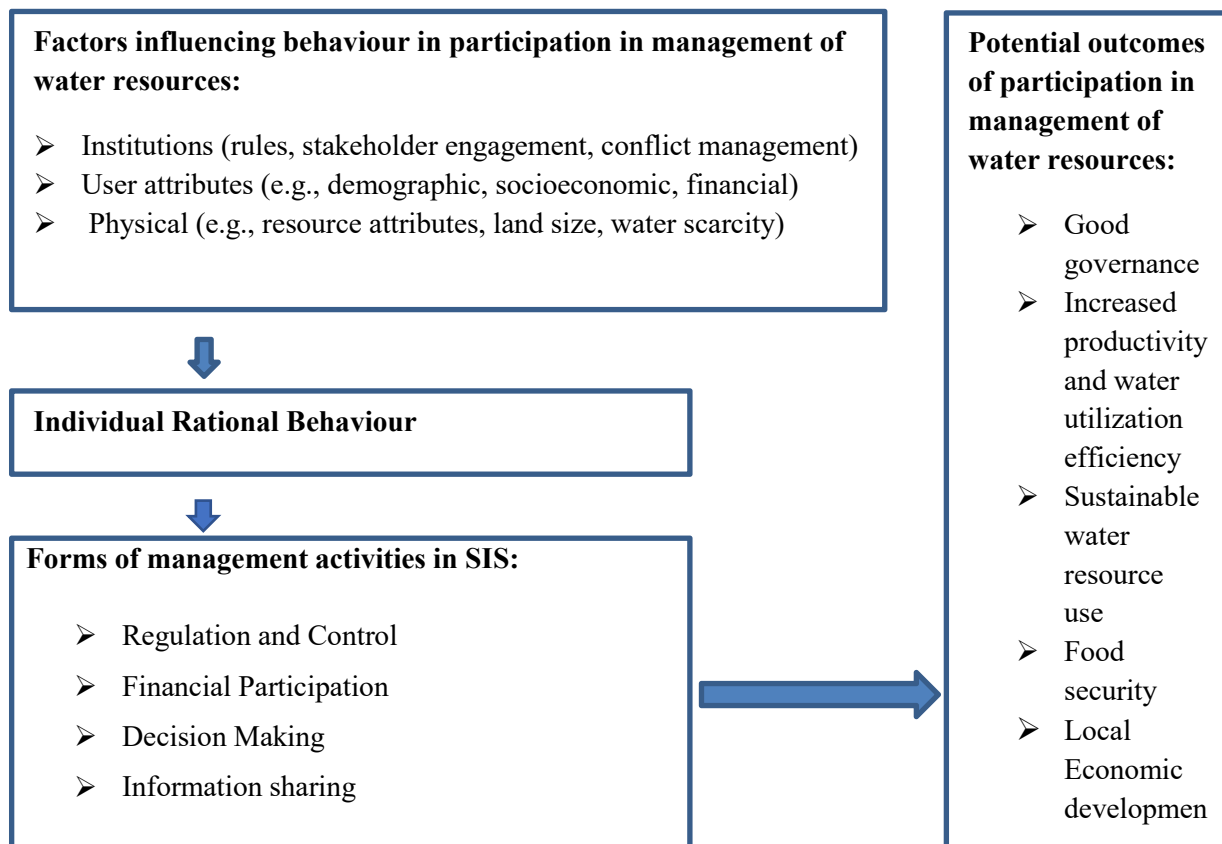 Factors influencing behaviour in participation in management of
water resources:
➢ Institutions (rules, stakeholder engagement, conflict management)
➢ User attributes (e.g., demographic, socioeconomic, financial)
➢ Physical (e.g., resource attributes, land size, water scarcity)
Individual Rational Behaviour
Forms of management activities in SIS:
➢ Regulation and Control
➢ Financial Participation
➢ Decision Making
➢ Information sharing
Potential outcomes
of participation in
management of
water resources:
➢ Good
governance
➢ Increased
productivity
and water
utilization
efficiency
➢ Sustainable
water
resource
use
➢ Food
security
➢ Local
Economic
developmen